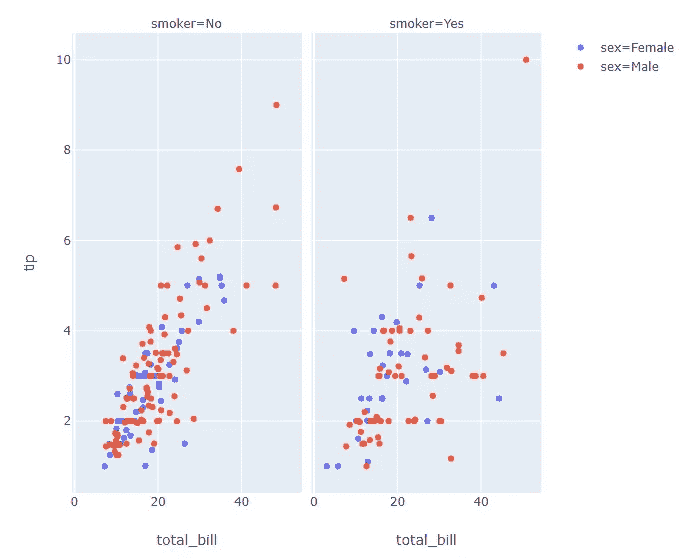 smoker=No
smoker=Yes
sex=Female
sex=Male
tip
10
8
6
4
2
0
20
40
0
20
40
total_bill
total_bill